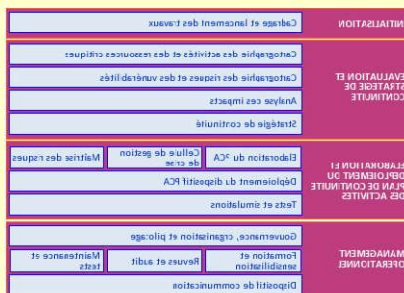 INITIALISATION
Cadrage et lancement des travaux
EVALUATION ET
STRATEGIE DE
CONTINUITE
Cartographie des activités et des ressources critiques
Cartographie des risques et des vunérabilités
Analyse des impacts
Stratégie de continuité
ELABORATION ET
DEPLOIEMENT DU
PLAN DE CONTINUITE
DES ACTIVITES
Elaboration du PCA
Cellule de gestion
de crise
Maîtrise des risques
Déploiement du dispositif PCA
Tests et simulations
MANAGEMENT
OPERATIONNEL
Gouvernance, organisation et pilotage
Formation et
sensibilisation
Revues et audit
Maintenance et
tests
Dispositif de communication